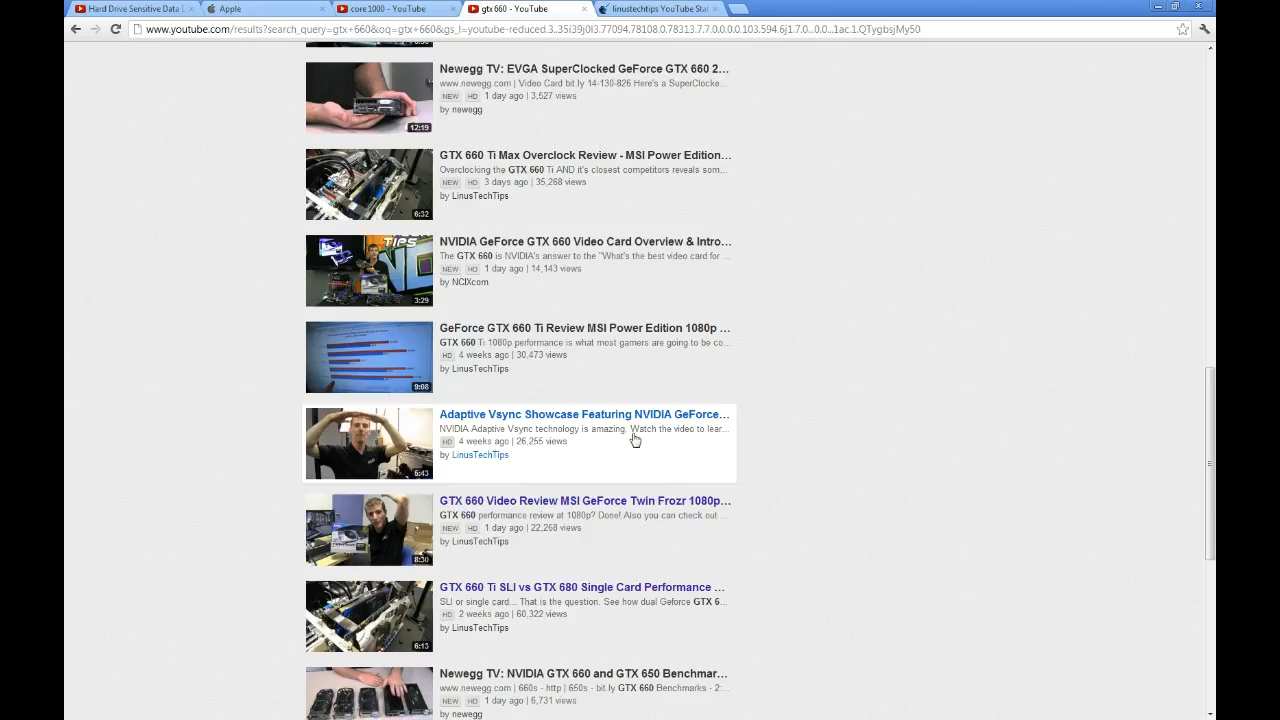 Hard Drive Sensitive Data
Apple
core1000 - YouTube
gtx 660 - YouTube
linustechtips YouTube Sta
www.youtube.com/results?search_query=gtx+660&oq=gtx+660&gs_l=youtube-reduced.3..35i39j0l3.77094.78108.0.78313.7.7.0.0.0.0.103.594.6j1.7.0...0.0...1ac.1.QTygbsjMy50
Newegg TV: EVGA SuperClocked GeForce GTX 660 2...
www.newegg.com | Video Card bit.ly 14-130-826 Here's a SuperClocke...
NEW HD 1 day ago | 3,527 views
by newegg
12:19
GTX 660 Ti Max Overclock Review - MSI Power Edition...
Overclocking the GTX 660 Ti AND it's closest competitors reveals som...
NEW HD 3 days ago | 35,268 views
by LinusTechTips
6:32
TIPS
NVIDIA GeForce GTX 660 Video Card Overview & Intro...
The GTX 660 is NVIDIA's answer to the "What's the best video card for ...
NEW HD 1 day ago | 14,143 views
by NCIXcom
3:29
GeForce GTX 660 Ti Review MSI Power Edition 1080p ...
GTX 660 Ti 1080p performance is what most gamers are going to be co...
HD 4 weeks ago | 30,473 views
by LinusTechTips
9:08
Adaptive Vsync Showcase Featuring NVIDIA GeForce...
NVIDIA Adaptive Vsync technology is amazing. Watch the video to lear...
HD 4 weeks ago | 26,255 views
by LinusTechTips
5:43
GTX 660 Video Review MSI GeForce Twin Frozr 1080p...
GTX 660 performance review at 1080p? Done! Also you can check out ...
NEW HD 1 day ago | 22,268 views
by LinusTechTips
8:30
GTX 660 Ti SLI vs GTX 680 Single Card Performance ...
SLI or single card... That is the question. See how dual Geforce GTX 6...
HD 2 weeks ago | 60,322 views
by LinusTechTips
6:13
Newegg TV: NVIDIA GTX 660 and GTX 650 Benchmar...
www.newegg.com | 660s - http | 650s - bit.ly GTX 660 Benchmarks - 2:...
NEW HD 1 day ago | 6,731 views
by newegg